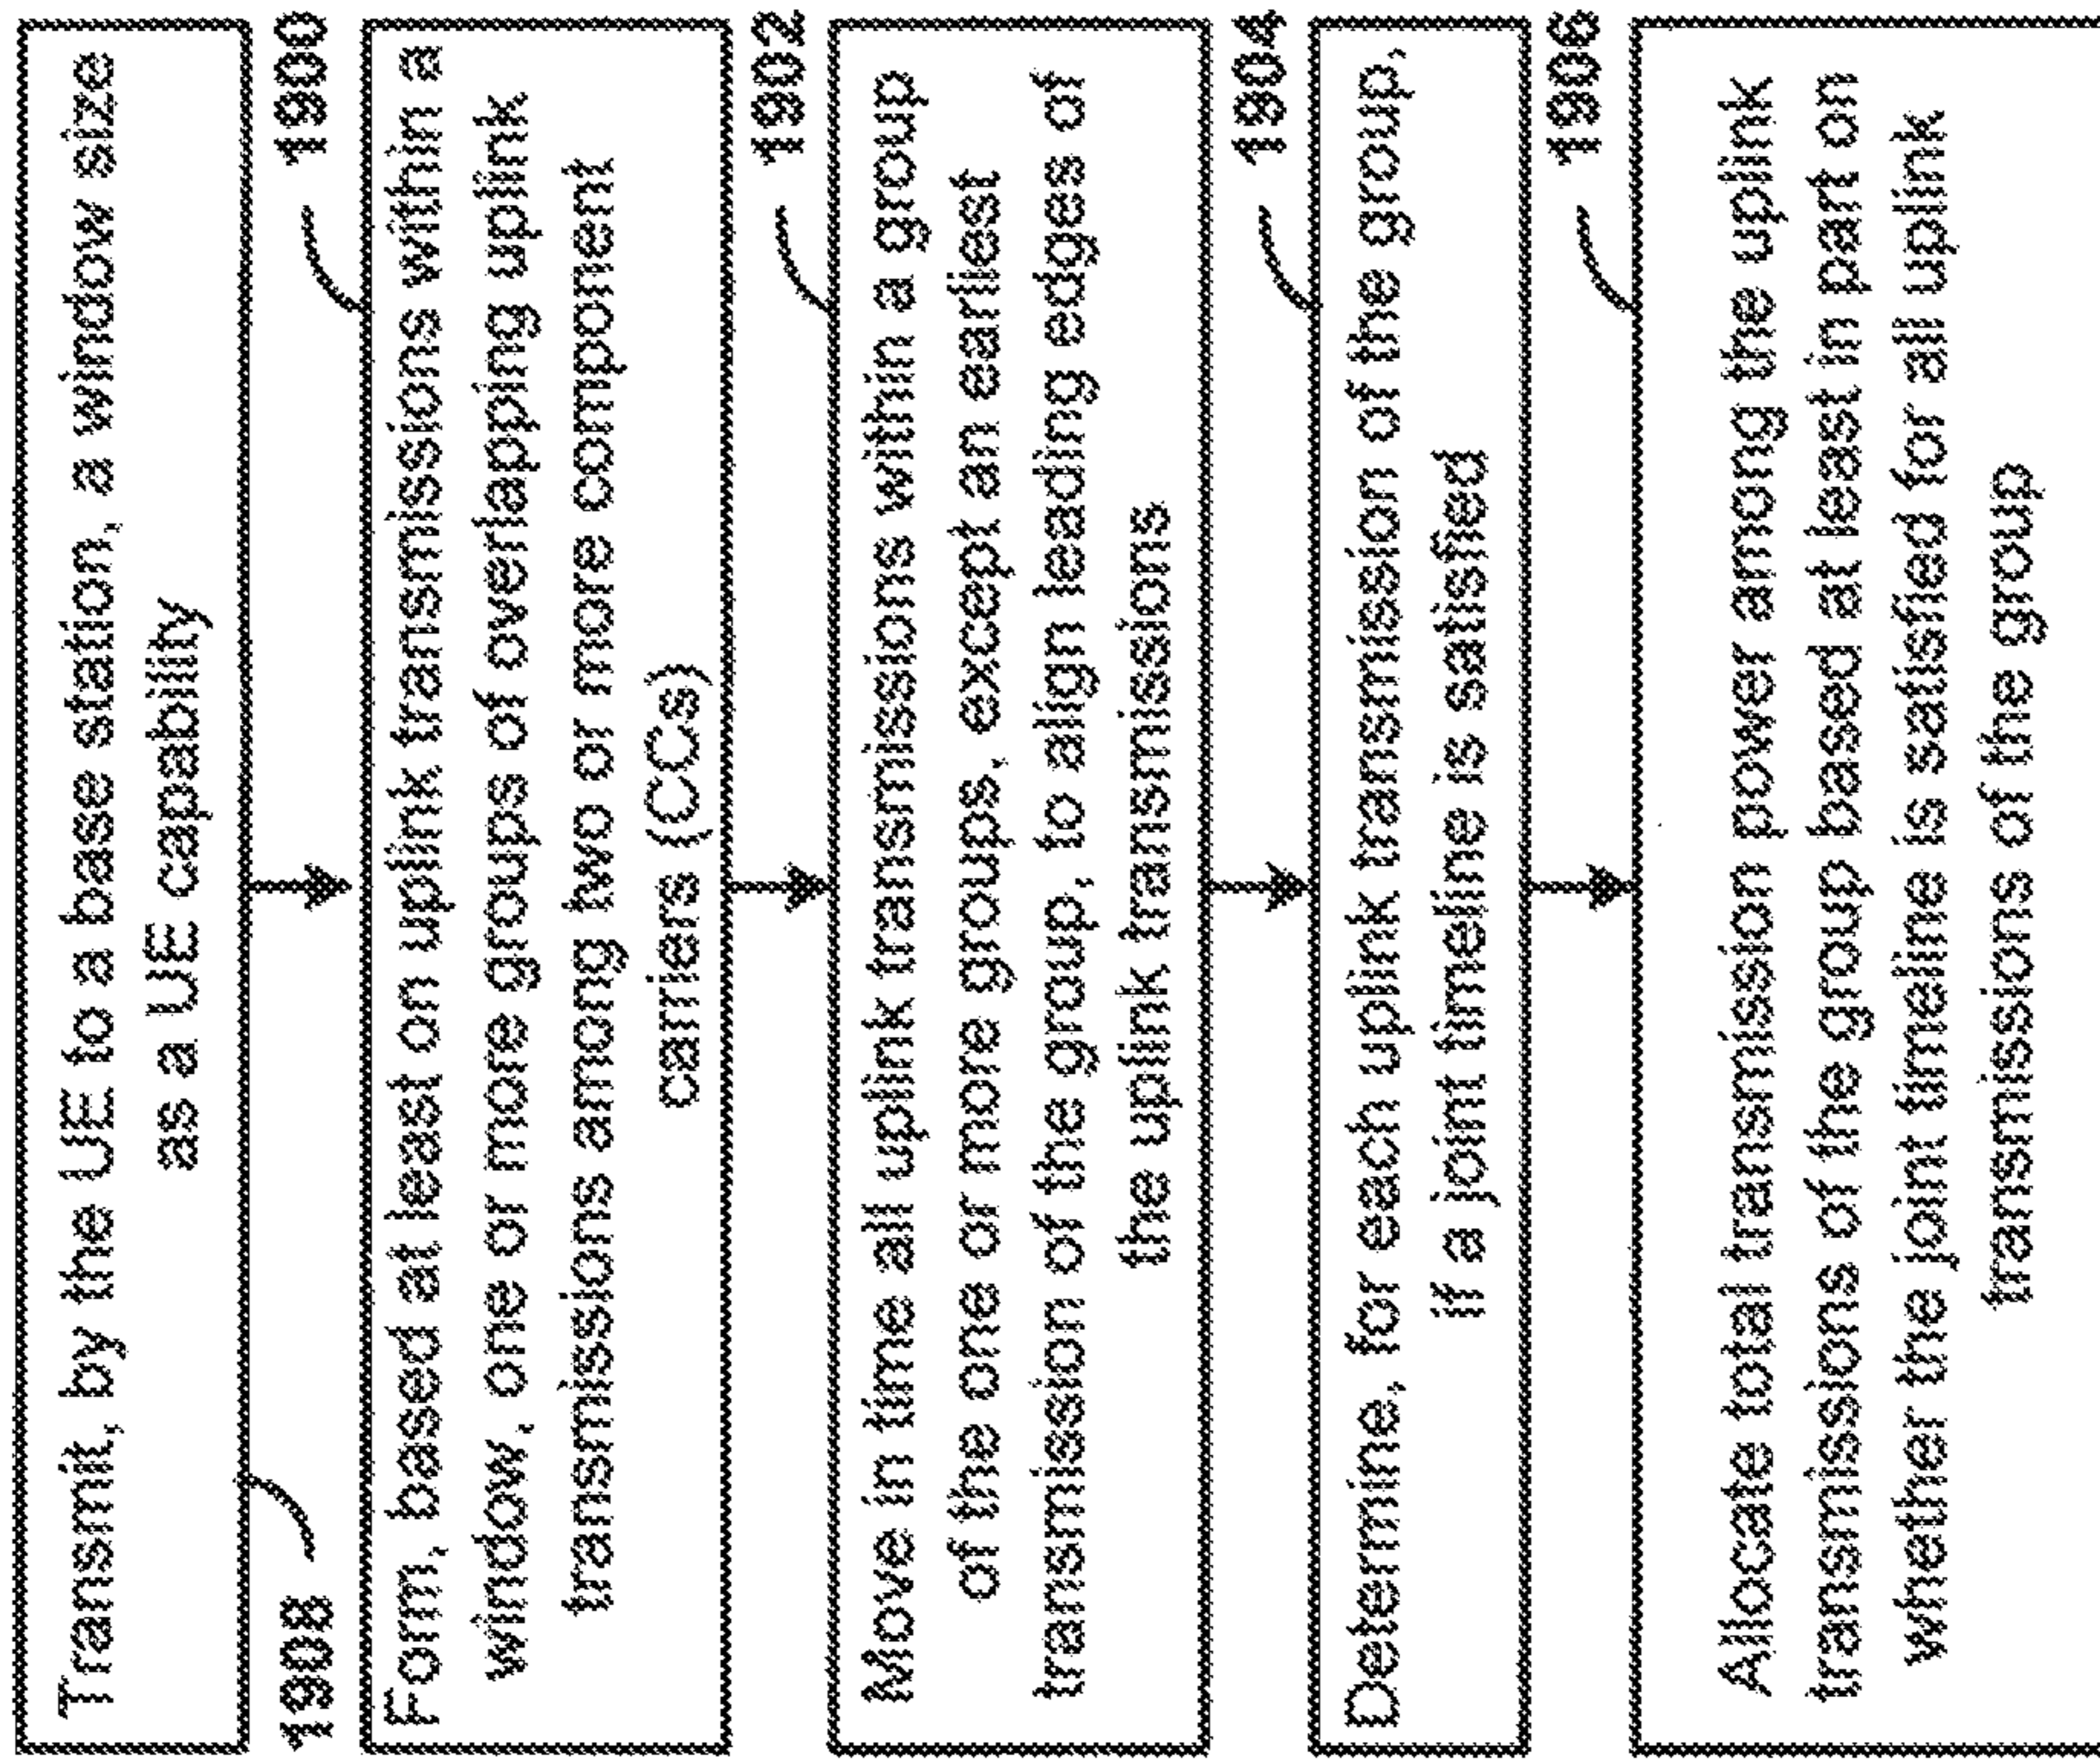 Transmit, by the UE to a base station, a window size
as a UE capability
1908
1900
Form, based at least on uplink transmissions within a
window, one or more groups of overlapping uplink
transmissions among two or more component
carriers (CCs)
1902
Move in time all uplink transmissions within a group
of the one or more groups, except an earliest
transmission of the group, to align leading edges of
the uplink transmissions
1904
Determine, for each uplink transmission of the group,
if a joint timeline is satisfied
1906
Allocate total transmission power among the uplink
transmissions of the group based at least in part on
whether the joint timeline is satisfied for all uplink
transmissions of the group